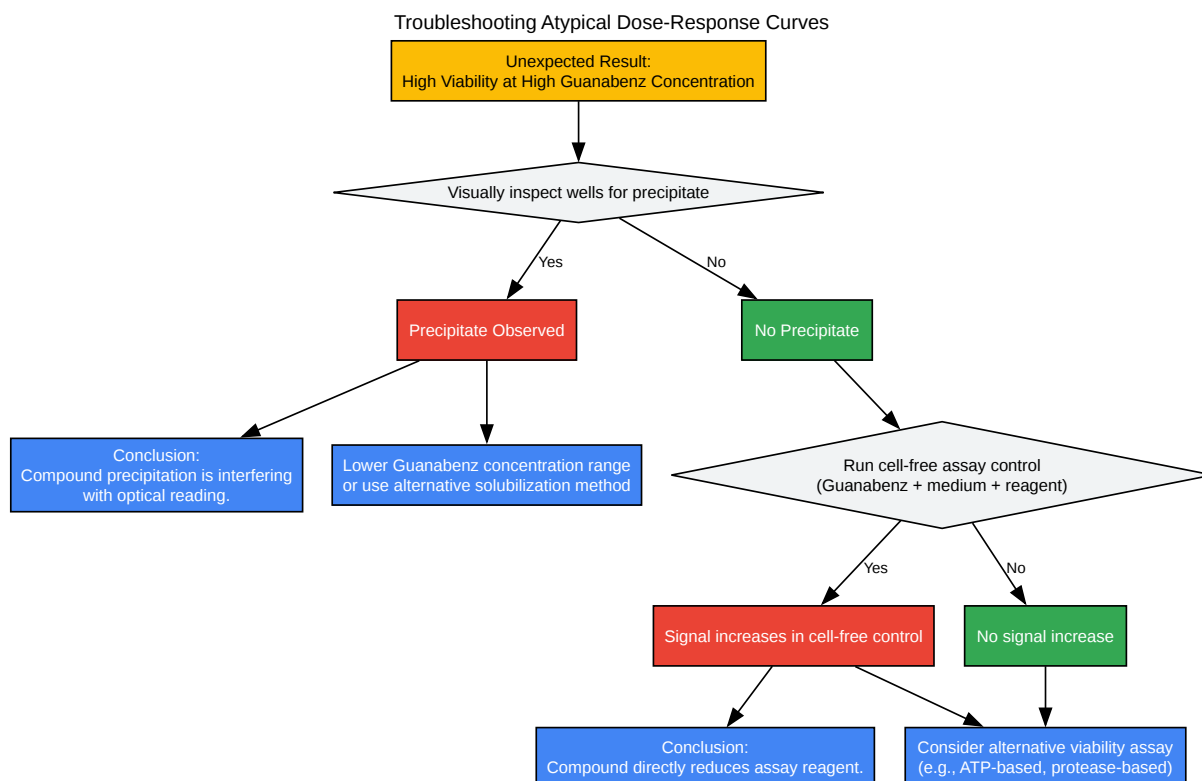 Troubleshooting Atypical Dose-Response Curves
Unexpected Result:
High Viability at High Guanabenz Concentration
Visually inspect wells for precipitate
Yes
No
Precipitate Observed
No Precipitate
Conclusion:
Compound precipitation is interfering
with optical reading.
Lower Guanabenz concentration range
or use alternative solubilization method
Run cell-free assay control
(Guanabenz + medium + reagent)
Yes
No
Signal increases in cell-free control
No signal increase
Conclusion:
Compound directly reduces assay reagent.
Consider alternative viability assay
(e.g., ATP-based, protease-based)